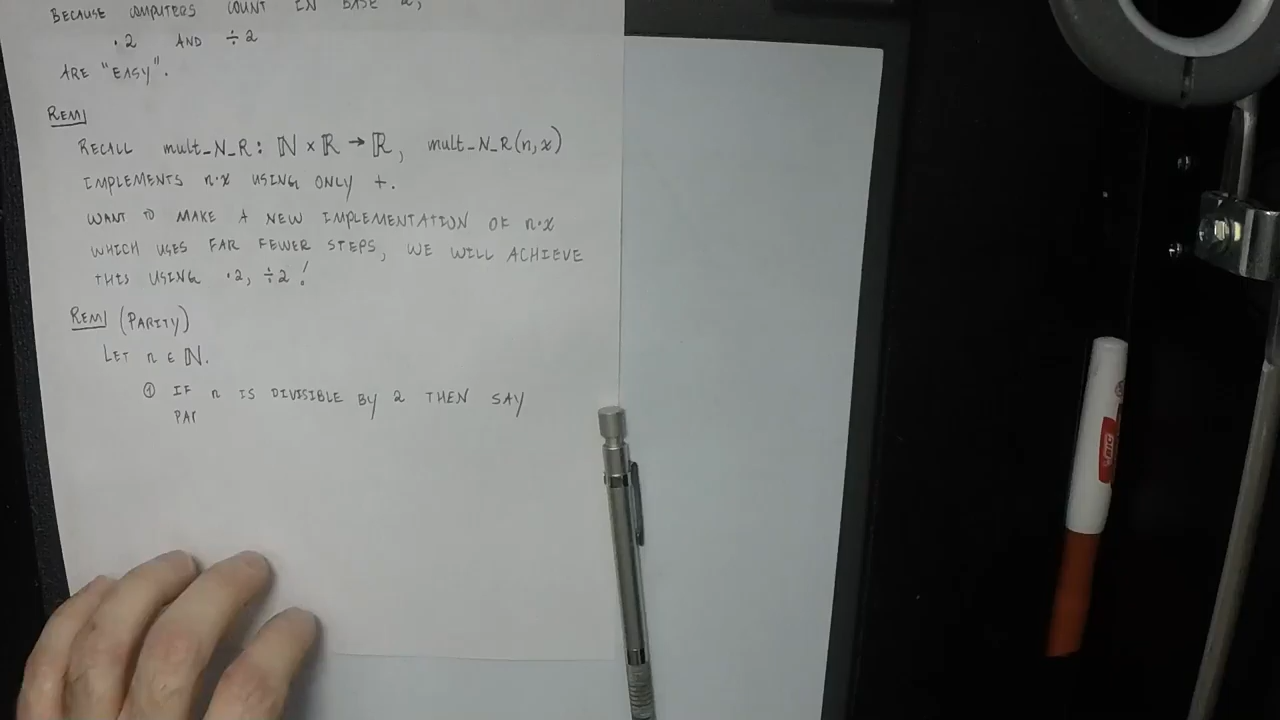 BECAUSE COMPUTERS COUNT IN BASE 2,
·2 AND ÷2
ARE "EASY".
REM
RECALL mult_N_R: ℕ × ℝ → ℝ, mult_N_R(n,x)
IMPLEMENTS n·x USING ONLY +.
WANT TO MAKE A NEW IMPLEMENTATION OF n·x
WHICH USES FAR FEWER STEPS, WE WILL ACHIEVE
THIS USING ·2, ÷2!
REM (PARITY)
LET n ∈ ℕ.
① IF n IS DIVISIBLE BY 2 THEN SAY
PAR
BIC